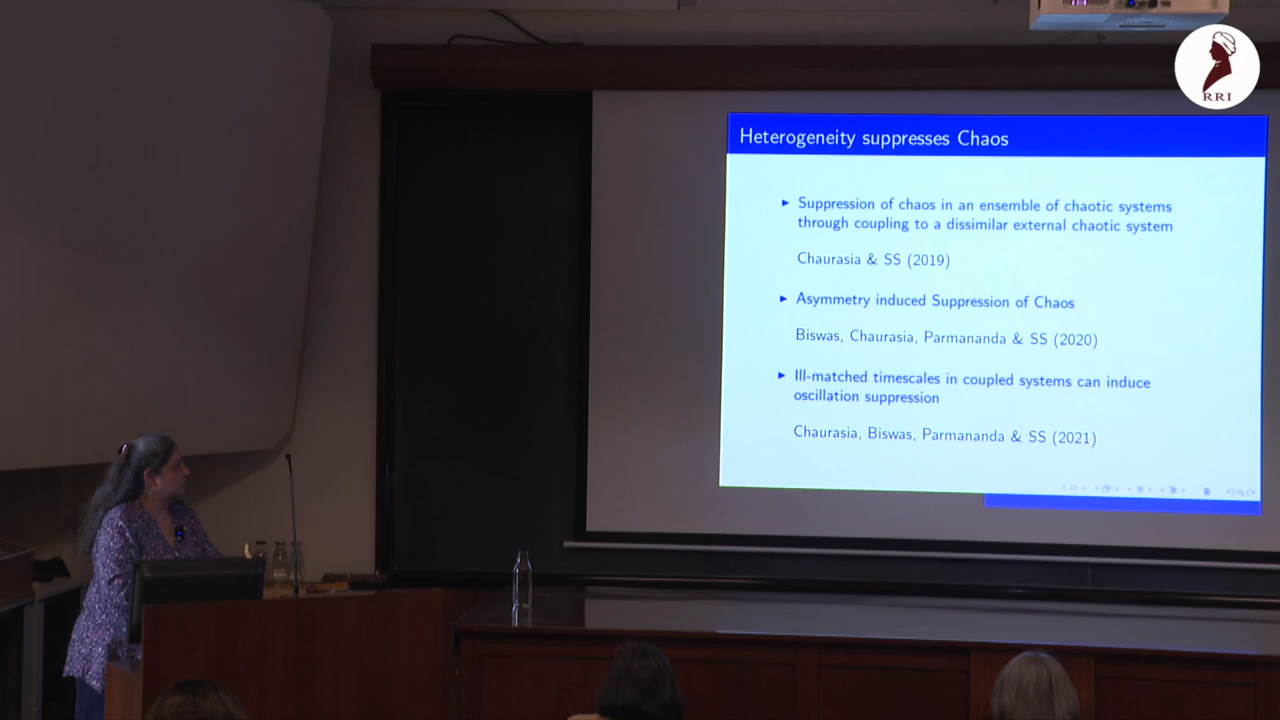 RRI
Heterogeneity suppresses Chaos
Suppression of chaos in an ensemble of chaotic systems
through coupling to a dissimilar external chaotic system
Chaurasia & SS (2019)
Asymmetry induced Suppression of Chaos
Biswas, Chaurasia, Parmananda & SS (2020)
Ill-matched timescales in coupled systems can induce
oscillation suppression
Chaurasia, Biswas, Parmananda & SS (2021)